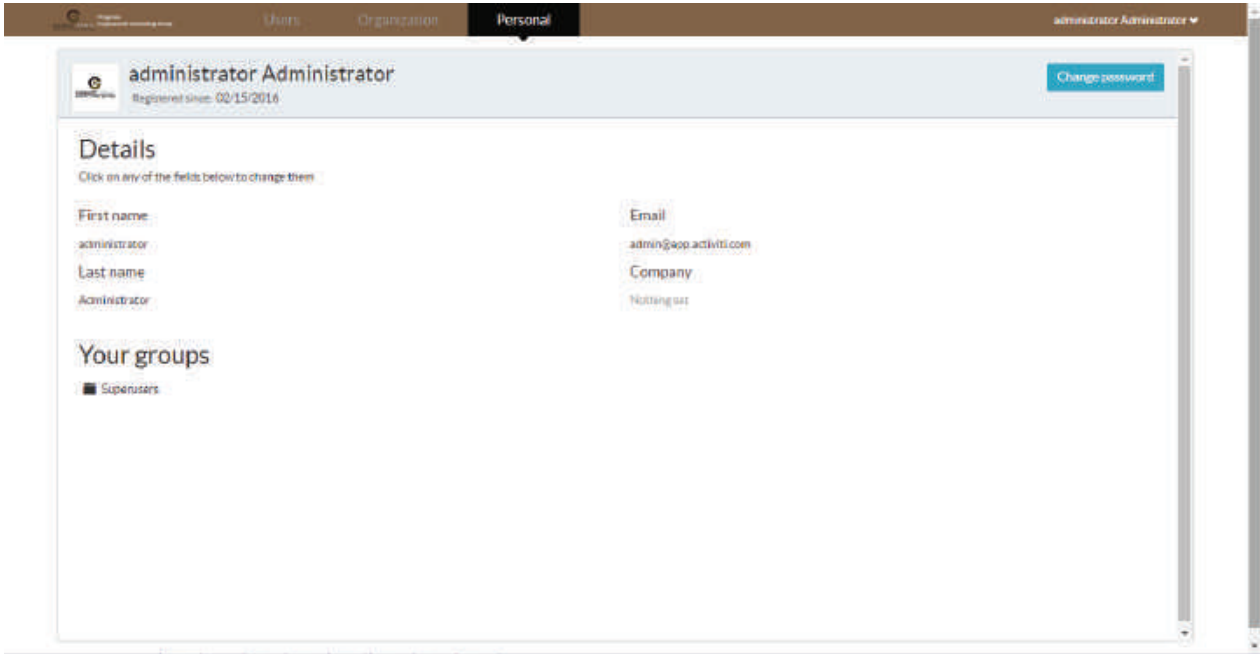 Users Organization Personal administrator Administrator
administrator Administrator
Registered since: 02/15/2016
Change password
Details
Click on any of the fields below to change them
First name Email
administrator admin@app.activiti.com
Last name Company
Administrator Nothing set
Your groups
Superusers